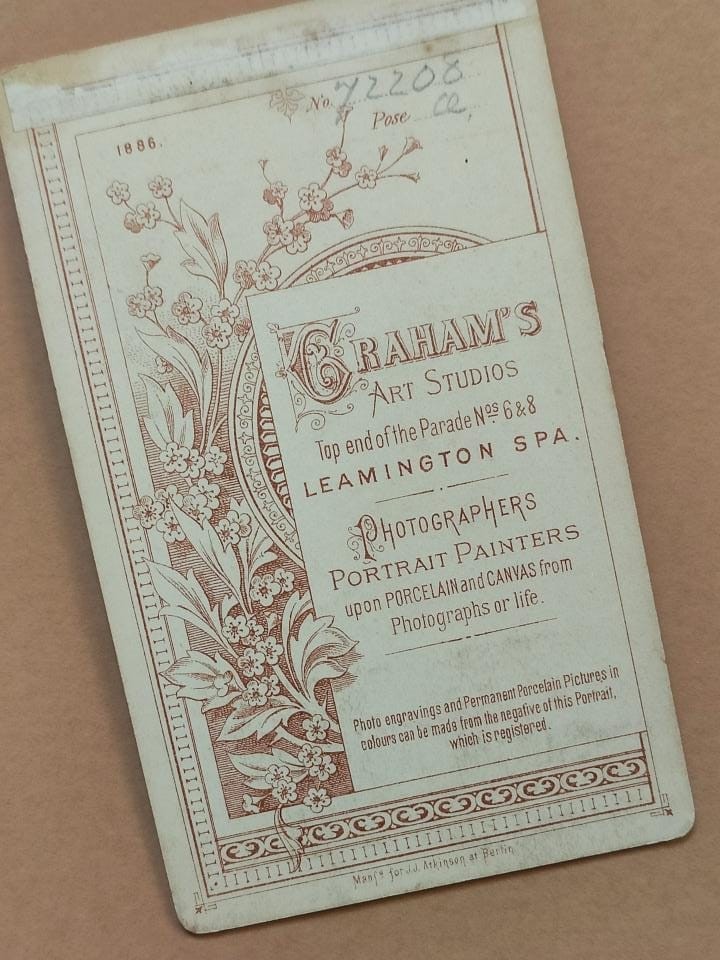 No. 72208
Pose a,
1886.
GRAHAM'S
ART STUDIOS
Top end of the Parade Nos. 6 & 8
LEAMINGTON SPA.
PHOTOGRAPHERS
PORTRAIT PAINTERS
upon PORCELAIN and CANVAS from
Photographs or life.
Photo engravings and Permanent Porcelain Pictures in
colours can be made from the negative of this Portrait,
which is registered.
Manfd. for J.J. Atkinson at Berlin